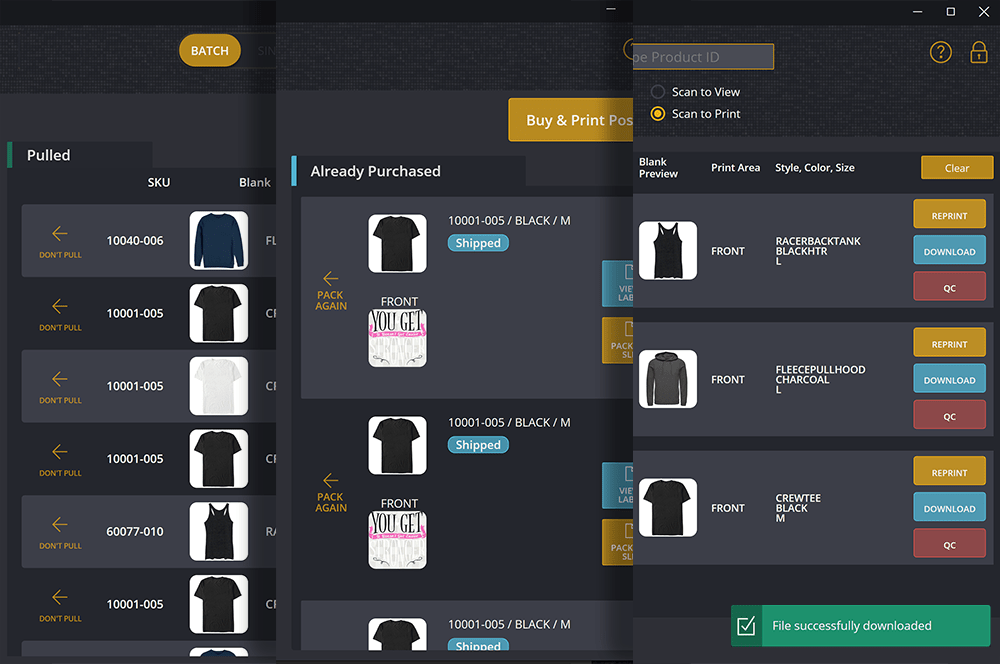 BATCH
SIN
Pulled
SKU
Blank
DON'T PULL
10040-006
FL
DON'T PULL
10001-005
CR
DON'T PULL
10001-005
CR
DON'T PULL
10001-005
CR
DON'T PULL
60077-010
RA
DON'T PULL
10001-005
CR
Buy & Print Pos
Already Purchased
10001-005 / BLACK / M
Shipped
PACK
AGAIN
FRONT
YOU GET
VIE
LAB
PACK
SLI
10001-005 / BLACK / M
Shipped
PACK
AGAIN
FRONT
YOU GET
VIE
LAB
PACK
SLI
10001-005 / BLACK / M
Shipped
pe Product ID
?
Scan to View
Scan to Print
Blank
Preview
Print Area
Style, Color, Size
Clear
FRONT
RACERBACKTANK
BLACKHTR
L
REPRINT
DOWNLOAD
QC
FRONT
FLEECEPULLHOOD
CHARCOAL
L
REPRINT
DOWNLOAD
QC
FRONT
CREWTEE
BLACK
M
REPRINT
DOWNLOAD
QC
File successfully downloaded